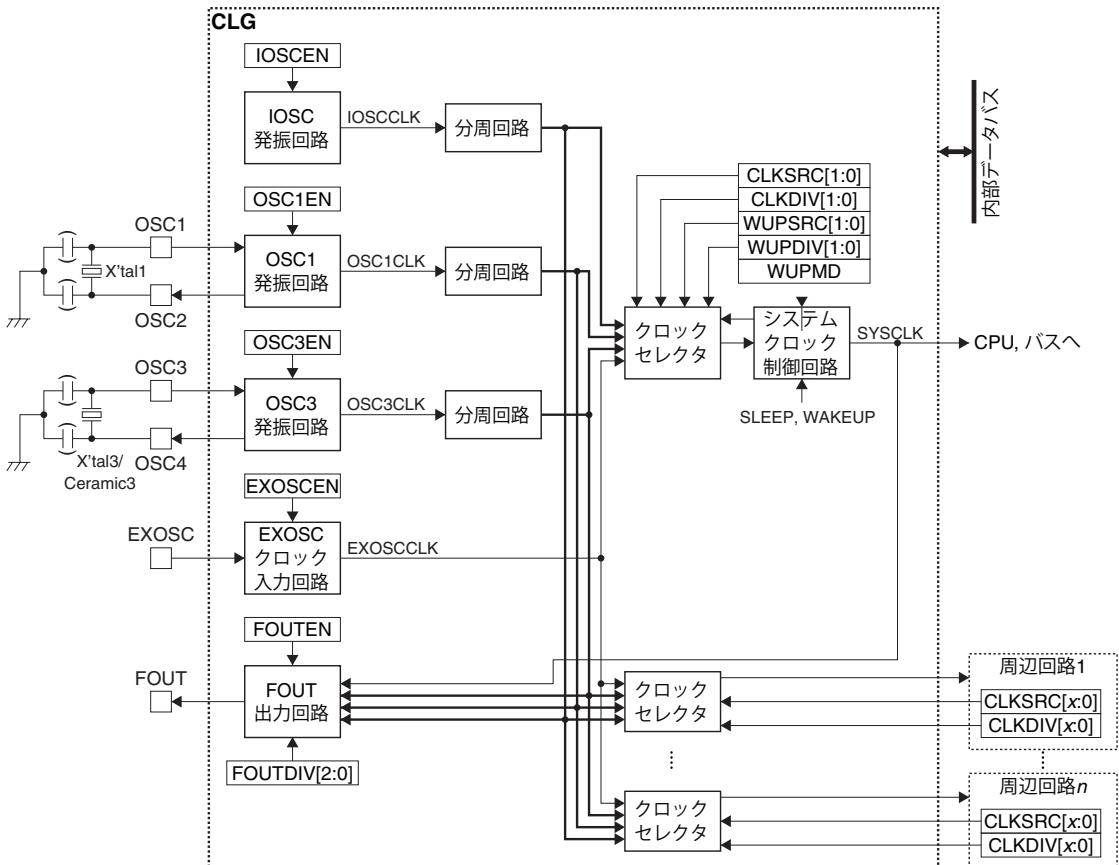 CLG
IOSCEN
IOSC
発振回路
IOSCCLK
分周回路
内部データバス
CLKSRC[1:0]
CLKDIV[1:0]
WUPSRC[1:0]
WUPDIV[1:0]
WUPMD
OSC1EN
OSC1
X'tal1
OSC2
OSC1
発振回路
OSC1CLK
分周回路
クロック
セレクタ
システム
クロック
制御回路
SYSCLK
CPU, バスへ
SLEEP, WAKEUP
OSC3EN
OSC3
OSC4
X'tal3/
Ceramic3
OSC3
発振回路
OSC3CLK
分周回路
EXOSCEN
EXOSC
EXOSC
クロック
入力回路
EXOSCCLK
FOUTEN
FOUT
FOUT
出力回路
FOUTDIV[2:0]
クロック
セレクタ
周辺回路1
CLKSRC[x:0]
CLKDIV[x:0]
クロック
セレクタ
周辺回路n
CLKSRC[x:0]
CLKDIV[x:0]